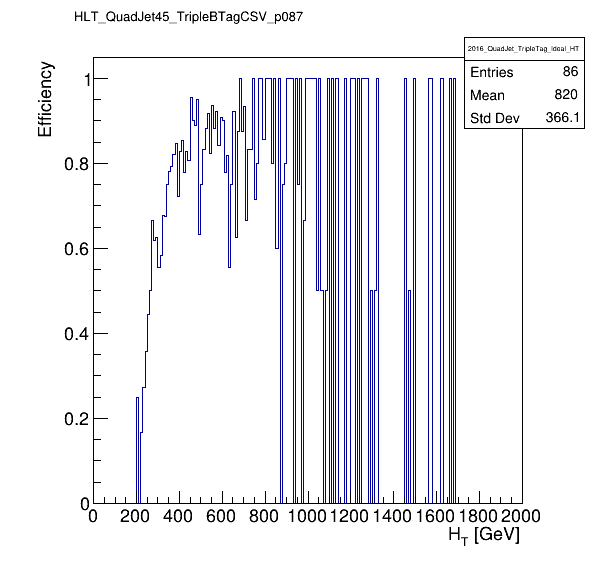 HLT_QuadJet45_TripleBTagCSV_p087
2016_QuadJet_TripleTag_Ideal_HT
Entries 86
Mean 820
Std Dev 366.1
Efficiency
1
0.8
0.6
0.4
0.2
0
0 200 400 600 800 1000 1200 1400 1600 1800 2000
H_T [GeV]